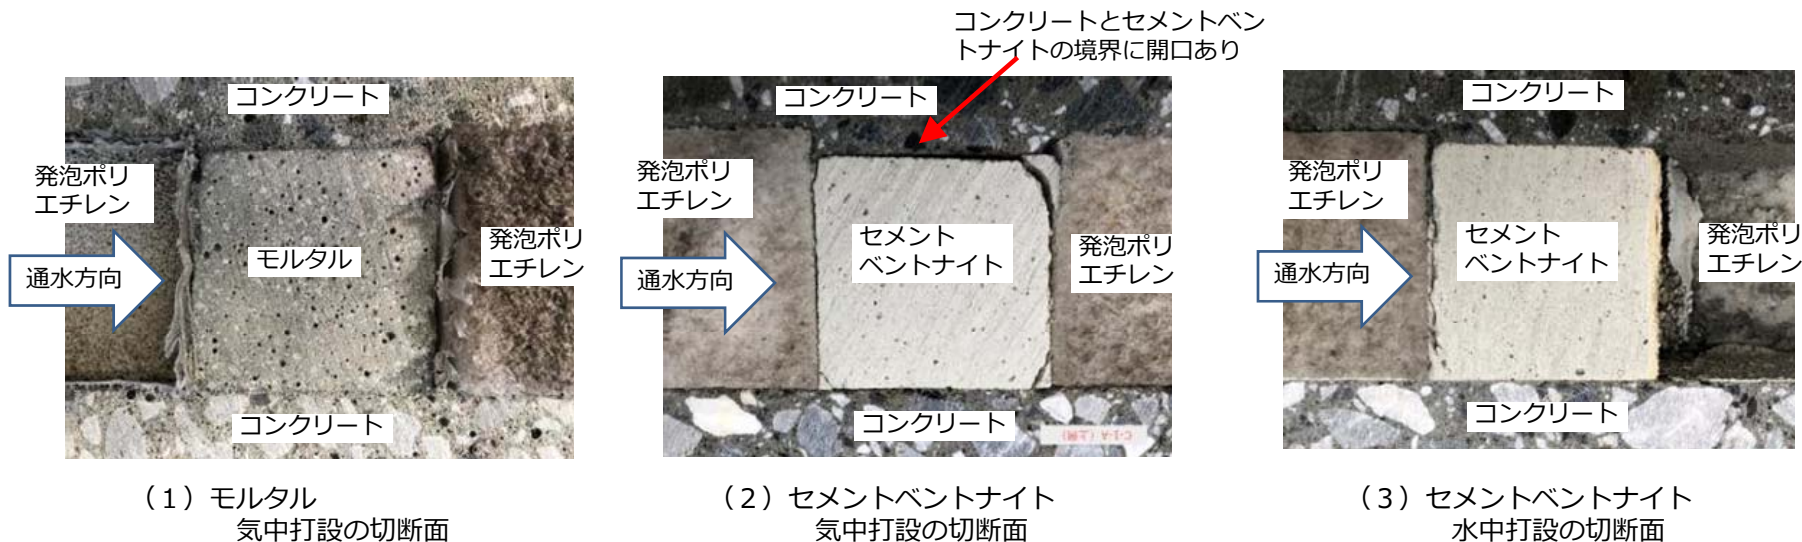 コンクリートとセメントベン
トナイトの境界に開口あり
コンクリート
発泡ポリ
エチレン
通水方向
モルタル
発泡ポリ
エチレン
コンクリート
(1)モルタル
気中打設の切断面
コンクリート
発泡ポリ
エチレン
通水方向
セメント
ベントナイト
発泡ポリ
エチレン
コンクリート
C-1-A(上側)
(2)セメントベントナイト
気中打設の切断面
コンクリート
発泡ポリ
エチレン
通水方向
セメント
ベントナイト
発泡ポリ
エチレン
コンクリート
(3)セメントベントナイト
水中打設の切断面